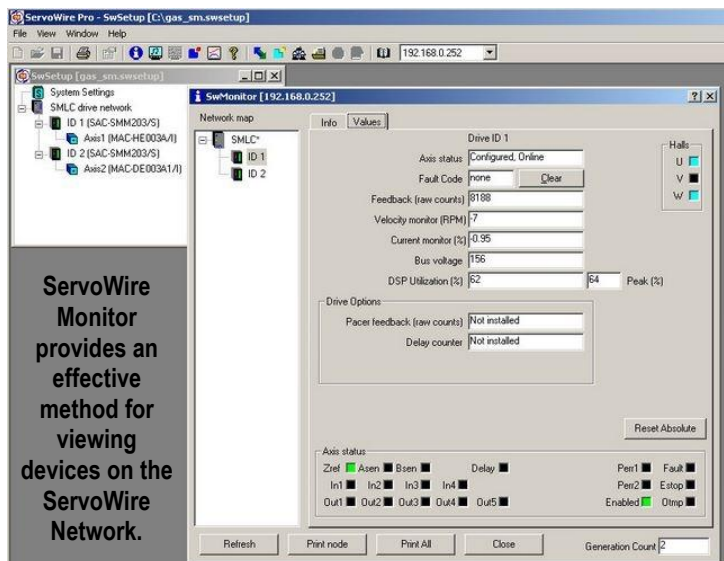 ServoWire Pro - SwSetup [C:\gas_sm.swsetup]
File View Window Help
192.168.0.252
SwSetup [gas_sm.swsetup]
System Settings
SMLC drive network
ID 1 (SAC-SMM203/S)
Axis1 (MAC-HE003A/I)
ID 2 (SAC-SMM203/S)
Axis2 (MAC-DE003A1/I)
ServoWire
Monitor
provides an
effective
method for
viewing
devices on the
ServoWire
Network.
SwMonitor [192.168.0.252]
Network map
SMLC*
ID 1
ID 2
Info Values
Drive ID 1
Axis status Configured, Online
Fault Code none Clear
Feedback (raw counts) 8188
Velocity monitor (RPM) -7
Current monitor (%) -0.95
Bus voltage 156
DSP Utilization (%) 62 64 Peak (%)
Halls
U
V
W
Drive Options
Pacer feedback (raw counts) Not installed
Delay counter Not installed
Reset Absolute
Axis status
Zref Asen Bsen Delay Perr1 Fault
In1 In2 In3 In4 Perr2 Estop
Out1 Out2 Out3 Out4 Out5 Enabled Otmp
Refresh Print node Print All Close Generation Count 2